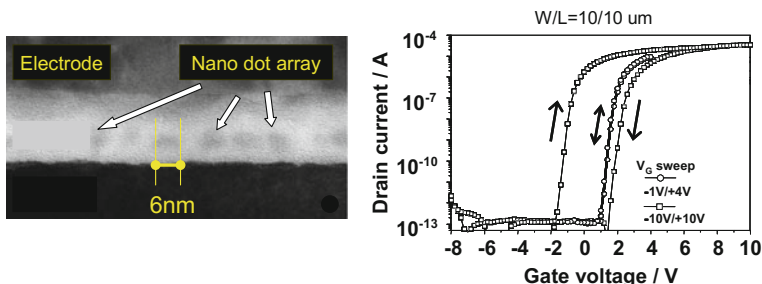 Electrode
Nano dot array
6nm
W/L=10/10 um
Drain current / A
10-4
10-7
10-10
10-13
VG sweep
-1V/+4V
-10V/+10V
-8 -6 -4 -2 0 2 4 6 8 10
Gate voltage / V